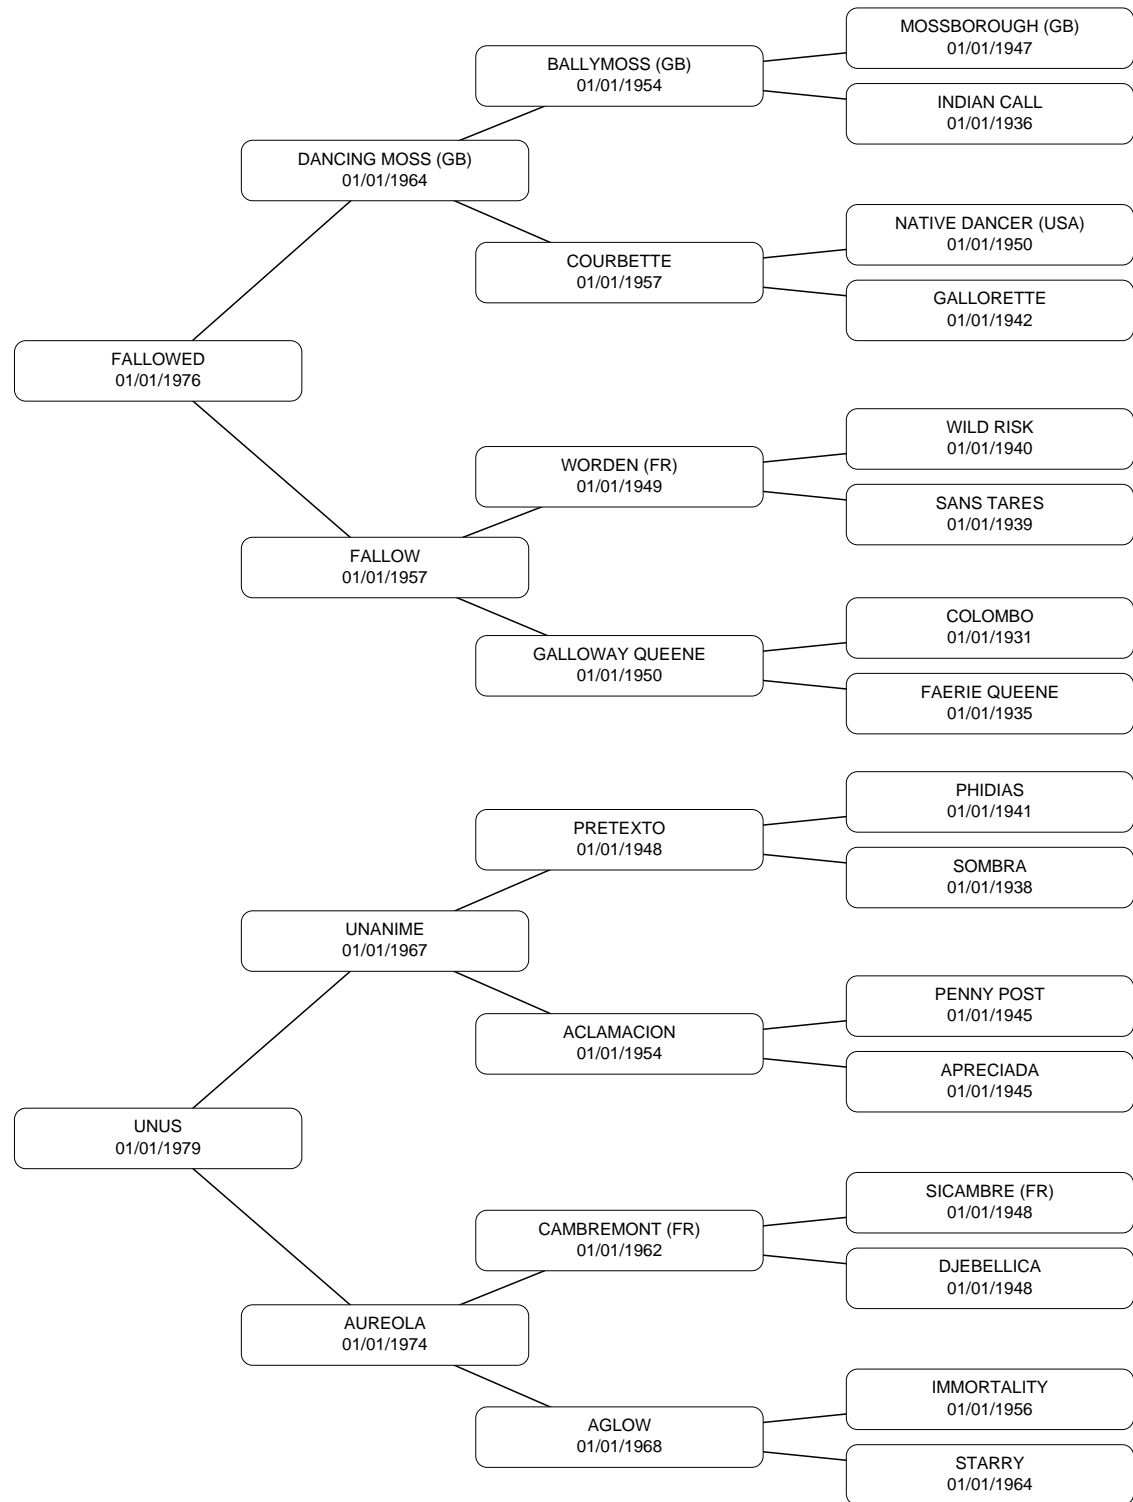 MOSSBOROUGH (GB)
01/01/1947
BALLYMOSS (GB)
01/01/1954
INDIAN CALL
01/01/1936
DANCING MOSS (GB)
01/01/1964
NATIVE DANCER (USA)
01/01/1950
COURBETTE
01/01/1957
GALLORETTE
01/01/1942
FALLOWED
01/01/1976
WILD RISK
01/01/1940
WORDEN (FR)
01/01/1949
SANS TARES
01/01/1939
FALLOW
01/01/1957
COLOMBO
01/01/1931
GALLOWAY QUEENE
01/01/1950
FAERIE QUEENE
01/01/1935
PHIDIAS
01/01/1941
PRETEXTO
01/01/1948
SOMBRA
01/01/1938
UNANIME
01/01/1967
PENNY POST
01/01/1945
ACLAMACION
01/01/1954
APRECIADA
01/01/1945
UNUS
01/01/1979
SICAMBRE (FR)
01/01/1948
CAMBREMONT (FR)
01/01/1962
DJEBELLICA
01/01/1948
AUREOLA
01/01/1974
IMMORTALITY
01/01/1956
AGLOW
01/01/1968
STARRY
01/01/1964